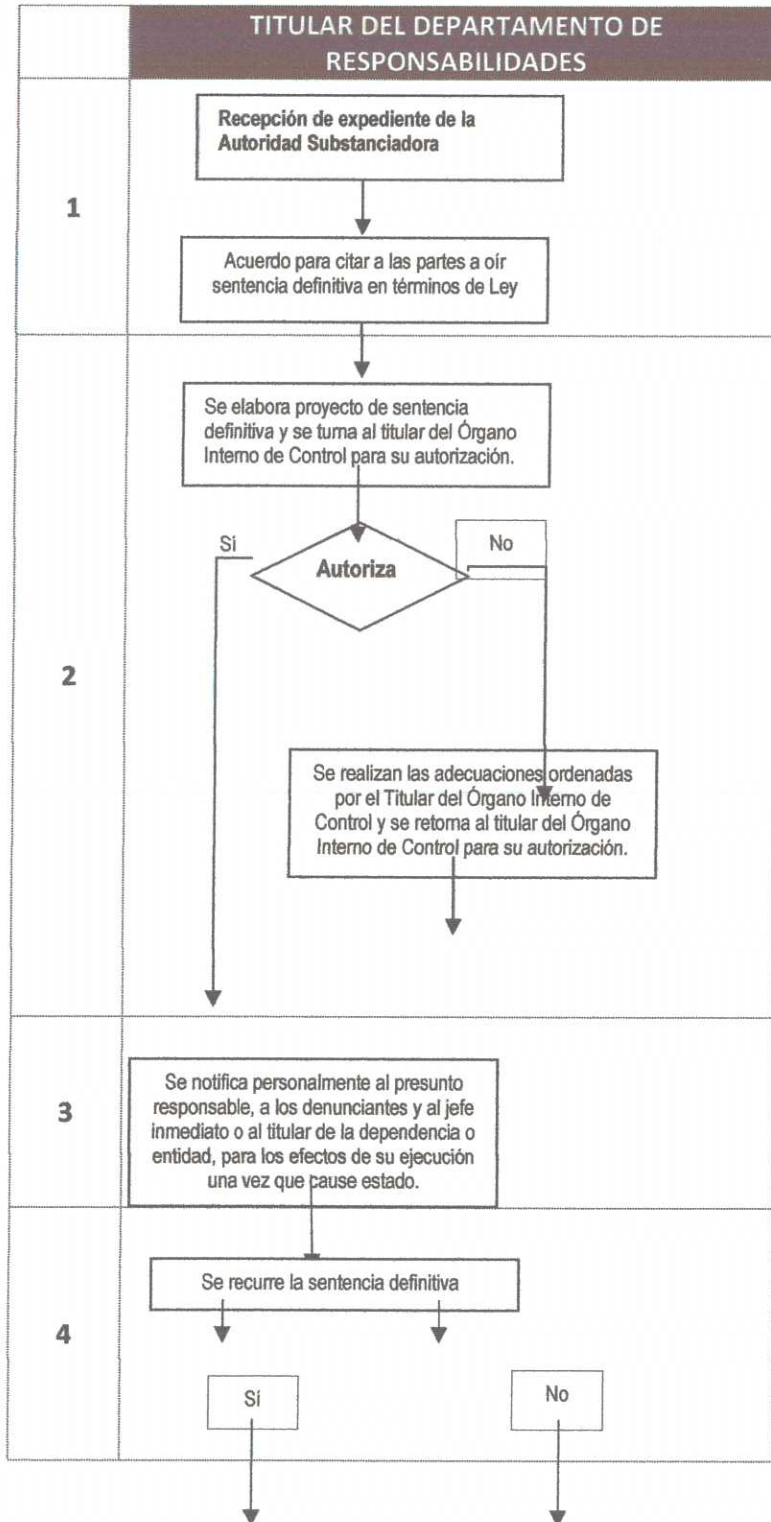 TITULAR DEL DEPARTAMENTO DE
RESPONSABILIDADES
1
Recepción de expediente de la
Autoridad Substanciadora
Acuerdo para citar a las partes a oír
sentencia definitiva en términos de Ley
2
Se elabora proyecto de sentencia
definitiva y se turna al titular del Órgano
Interno de Control para su autorización.
Sí
Autoriza
No
Se realizan las adecuaciones ordenadas
por el Titular del Órgano Interno de
Control y se retorna al titular del Órgano
Interno de Control para su autorización.
3
Se notifica personalmente al presunto
responsable, a los denunciantes y al jefe
inmediato o al titular de la dependencia o
entidad, para los efectos de su ejecución
una vez que cause estado.
4
Se recurre la sentencia definitiva
Sí
No